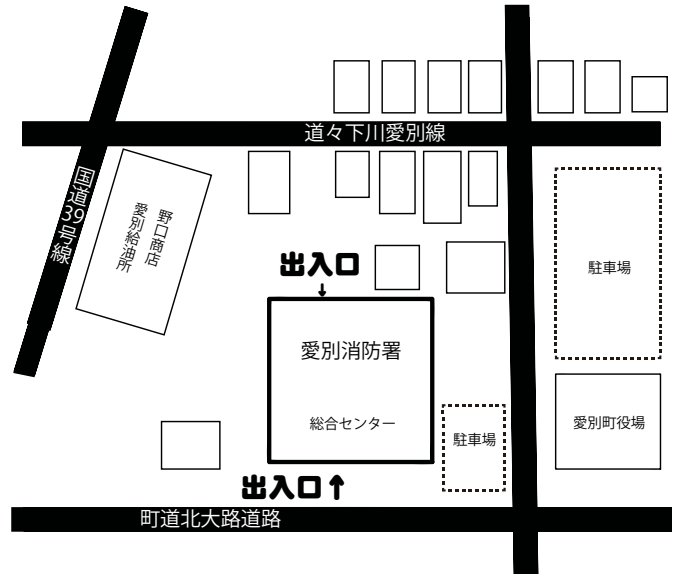 道々下川愛別線
国道39号線
野口商店
愛別給油所
出入口
↓
駐車場
愛別消防署
総合センター
駐車場
愛別町役場
出入口↑
町道北大路道路